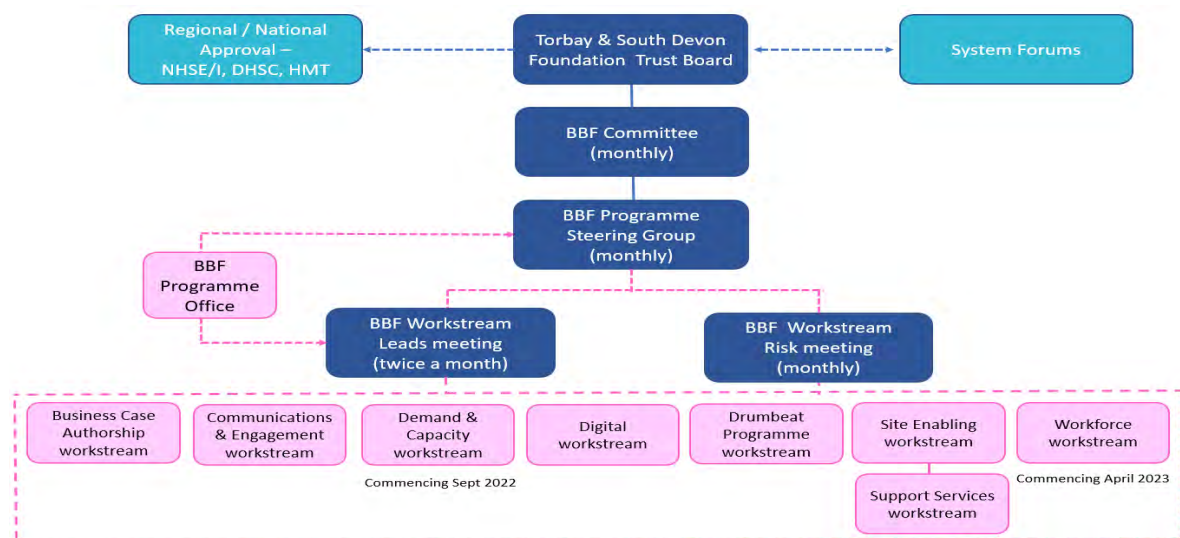 Regional / National
Approval –
NHSE/I, DHSC, HMT
Torbay & South Devon
Foundation Trust Board
System Forums
BBF Committee
(monthly)
BBF Programme
Steering Group
(monthly)
BBF
Programme
Office
BBF Workstream
Leads meeting
(twice a month)
BBF Workstream
Risk meeting
(monthly)
Business Case
Authorship
workstream
Communications
& Engagement
workstream
Demand &
Capacity
workstream
Digital
workstream
Drumbeat
Programme
workstream
Site Enabling
workstream
Workforce
workstream
Commencing Sept 2022
Commencing April 2023
Support Services
workstream